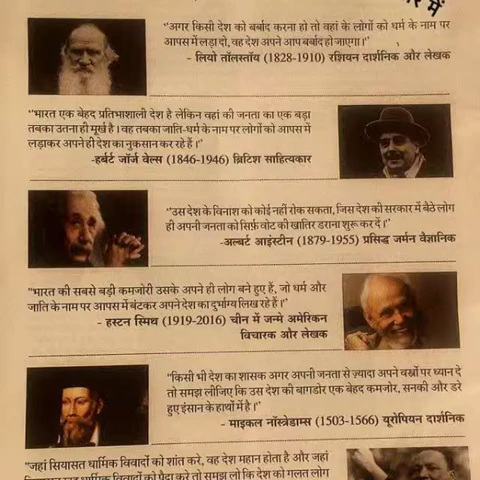 में
"अगर किसी देश को बर्बाद करना हो तो वहां के लोगों को धर्म के नाम पर
आपस में लड़ा दो, वह देश अपने आप बर्बाद हो जाएगा।"
- लियो टॉलस्टॉय (1828-1910) रशियन दार्शनिक और लेखक
"भारत एक बेहद प्रतिभाशाली देश है लेकिन वहां की जनता का एक बड़ा
तबका उतना ही मूर्ख है। वह तबका जाति-धर्म के नाम पर लोगों को आपस में
लड़ाकर अपने ही देश का नुकसान कर रहे हैं।"
-हर्बर्ट जॉर्ज वेल्स (1846-1946) ब्रिटिश साहित्यकार
"उस देश के विनाश को कोई नहीं रोक सकता, जिस देश की सरकार में बैठे लोग
ही अपनी जनता को सिर्फ़ वोट की खातिर डराना शुरू कर दें।"
-अल्बर्ट आइंस्टीन (1879-1955) प्रसिद्ध जर्मन वैज्ञानिक
"भारत की सबसे बड़ी कमजोरी उसके अपने ही लोग बने हुए हैं, जो धर्म और
जाति के नाम पर आपस में बंटकर अपने देश का दुर्भाग्य लिख रहे हैं।"
- हस्टन स्मिथ (1919-2016) चीन में जन्मे अमेरिकन
विचारक और लेखक
"किसी भी देश का शासक अगर अपनी जनता से ज़्यादा अपने वस्त्रों पर ध्यान दे
तो समझ लीजिए कि उस देश की बागडोर एक बेहद कमजोर, सनकी और डरे
हुए इंसान के हाथों में है।"
- माइकल नॉस्त्रेडाम्स (1503-1566) यूरोपियन दार्शनिक
"जहां सियासत धार्मिक विवादों को शांत करे, वह देश महान होता है और जहां
को पैदा करे तो समझ लो कि देश को गलत लोग